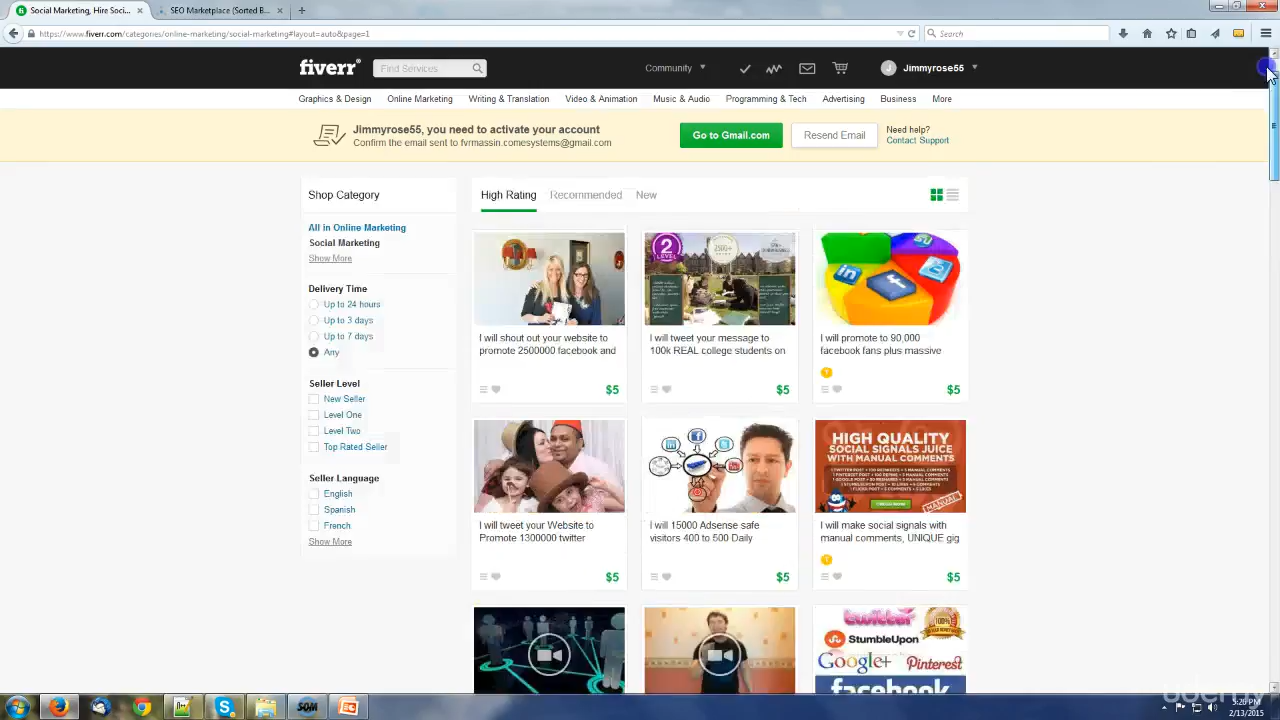 Social Marketing, Hire Soci...
SEO Marketplace (Sorted B...
https://www.fiverr.com/categories/online-marketing/social-marketing#layout=auto&page=1
Search
fiverr
Find Services
Community
J
Jimmyrose55
Graphics & Design
Online Marketing
Writing & Translation
Video & Animation
Music & Audio
Programming & Tech
Advertising
Business
More
Jimmyrose55, you need to activate your account
Confirm the email sent to fvrmassin.comesystems@gmail.com
Go to Gmail.com
Resend Email
Need help?
Contact Support
Shop Category
All in Online Marketing
Social Marketing
Show More
Delivery Time
Up to 24 hours
Up to 3 days
Up to 7 days
Any
Seller Level
New Seller
Level One
Level Two
Top Rated Seller
Seller Language
English
Spanish
French
Show More
High Rating
Recommended
New
I will shout out your website to
promote 2500000 facebook and
$5
2
LEVEL
2500+
I will tweet your message to
100k REAL college students on
$5
I will promote to 90,000
facebook fans plus massive
$5
I will tweet your Website to
Promote 1300000 twitter
$5
I will 15000 Adsense safe
visitors 400 to 500 Daily
$5
HIGH QUALITY
SOCIAL SIGNALS JUICE
WITH MANUAL COMMENTS
MANUAL
I will make social signals with
manual comments, UNIQUE gig
$5
twitter
100%
StumbleUpon
Google+
Pinterest
facebook
SOM
udemy
5:26 PM
2/13/2015